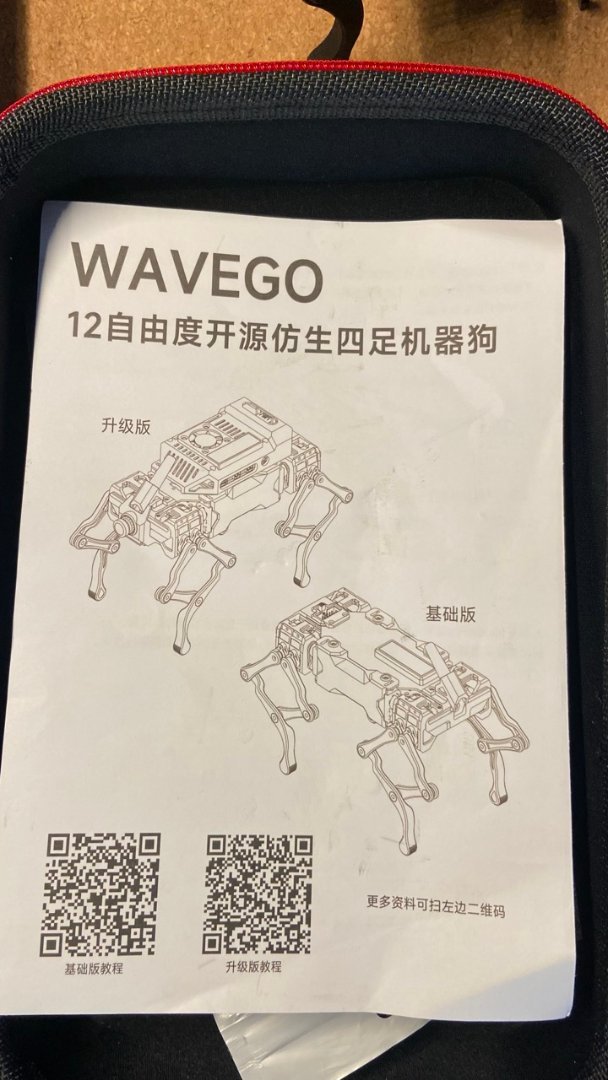 WAVEGO
12自由度开源仿生四足机器狗
升级版
基础版
更多资料可扫左边二维码
基础版教程
升级版教程